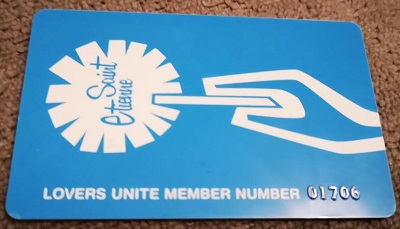 Saint
Etienne
LOVERS UNITE MEMBER NUMBER 01706